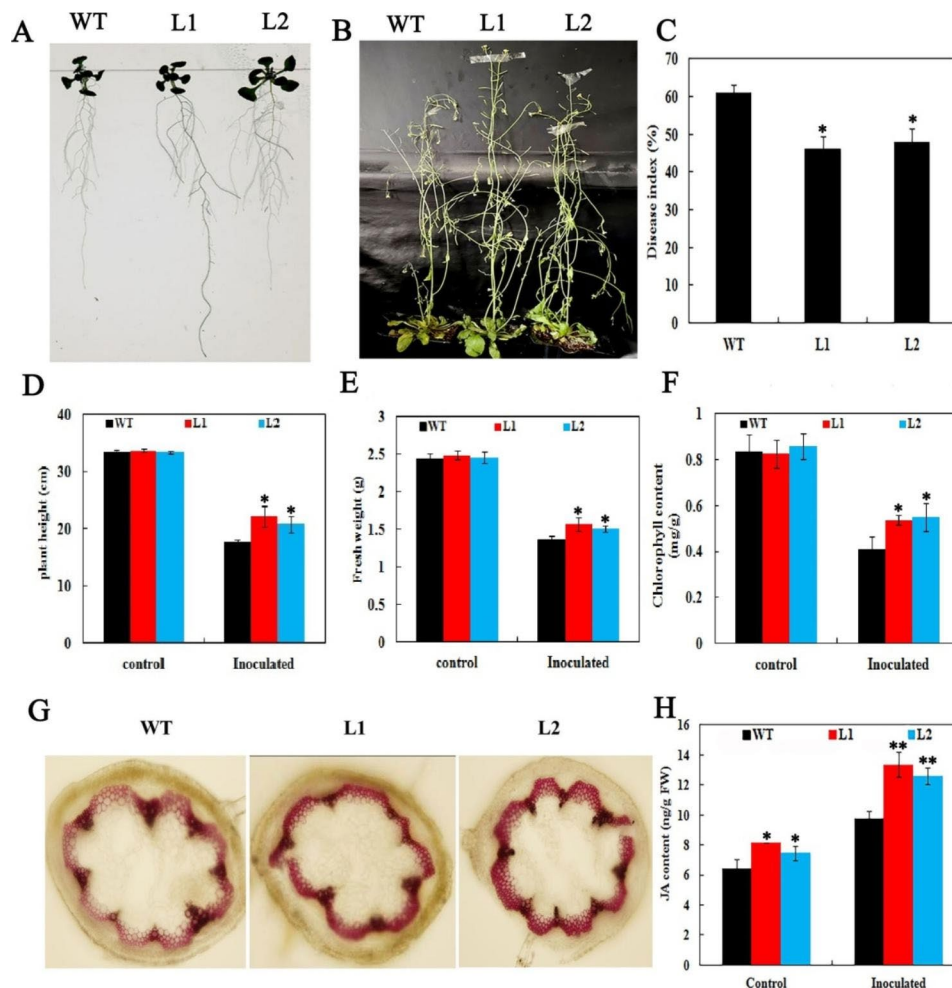 A
WT L1 L2
B
WT L1 L2
C
Disease index (%)
70
60
50
40
30
20
10
0
*
*
WT L1 L2
D
plant height (cm)
40
30
20
10
0
WT L1 L2
* *
control Inoculated
E
Fresh weight (g)
3
2.5
2
1.5
1
0.5
0
WT L1 L2
* *
control Inoculated
F
Chlorophyll content
(mg/g)
1
0.8
0.6
0.4
0.2
0
WT L1 L2
* *
control Inoculated
G
WT L1 L2
H
JA content (ng/g FW)
16
14
12
10
8
6
4
2
0
WT L1 L2
* *
** **
Control Inoculated